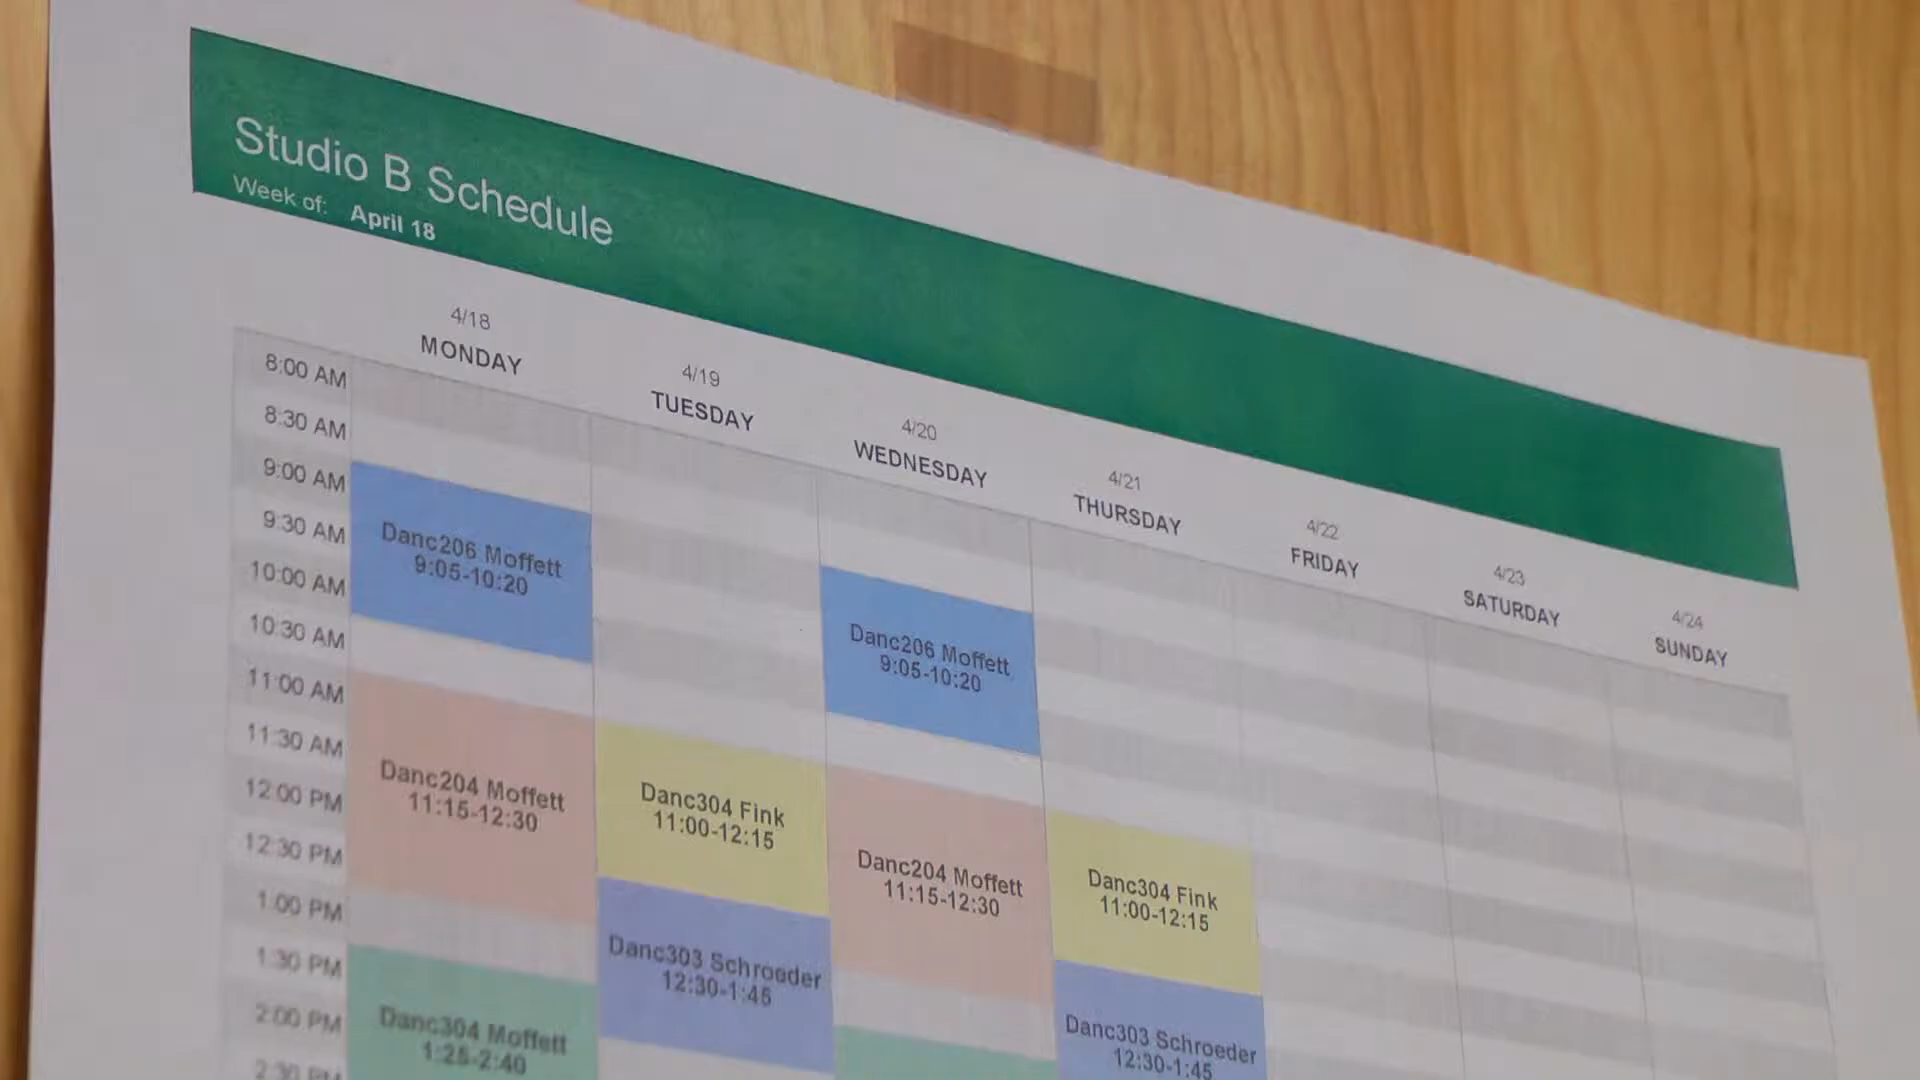 Studio B Schedule
Week of: April 18
4/18
MONDAY
4/19
TUESDAY
4/20
WEDNESDAY
4/21
THURSDAY
4/22
FRIDAY
4/23
SATURDAY
4/24
SUNDAY
8:00 AM
8:30 AM
9:00 AM
9:30 AM
10:00 AM
10:30 AM
11:00 AM
11:30 AM
12:00 PM
12:30 PM
1:00 PM
1:30 PM
2:00 PM
2:30 PM
Danc206 Moffett
9:05-10:20
Danc204 Moffett
11:15-12:30
Danc304 Moffett
1:25-2:40
Danc304 Fink
11:00-12:15
Danc303 Schroeder
12:30-1:45
Danc206 Moffett
9:05-10:20
Danc204 Moffett
11:15-12:30
Danc304 Fink
11:00-12:15
Danc303 Schroeder
12:30-1:45